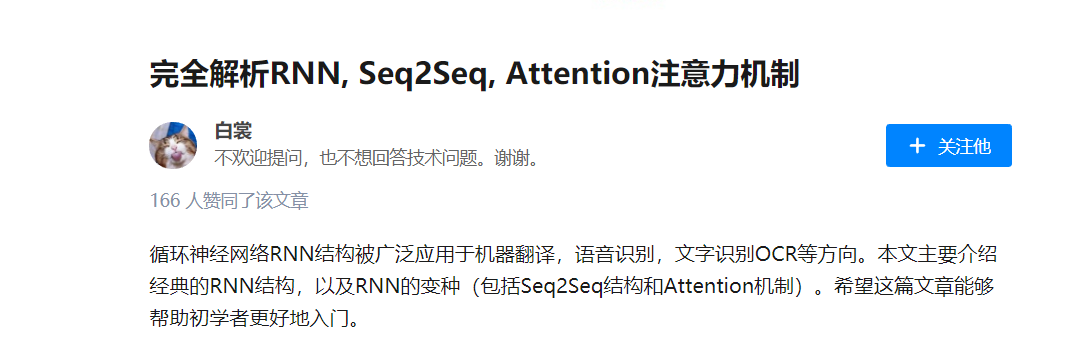 完全解析RNN, Seq2Seq, Attention注意力机制
白裳
不欢迎提问，也不想回答技术问题。谢谢。
+ 关注他
166 人赞同了该文章
循环神经网络RNN结构被广泛应用于机器翻译，语音识别，文字识别OCR等方向。本文主要介绍
经典的RNN结构，以及RNN的变种（包括Seq2Seq结构和Attention机制）。希望这篇文章能够
帮助初学者更好地入门。